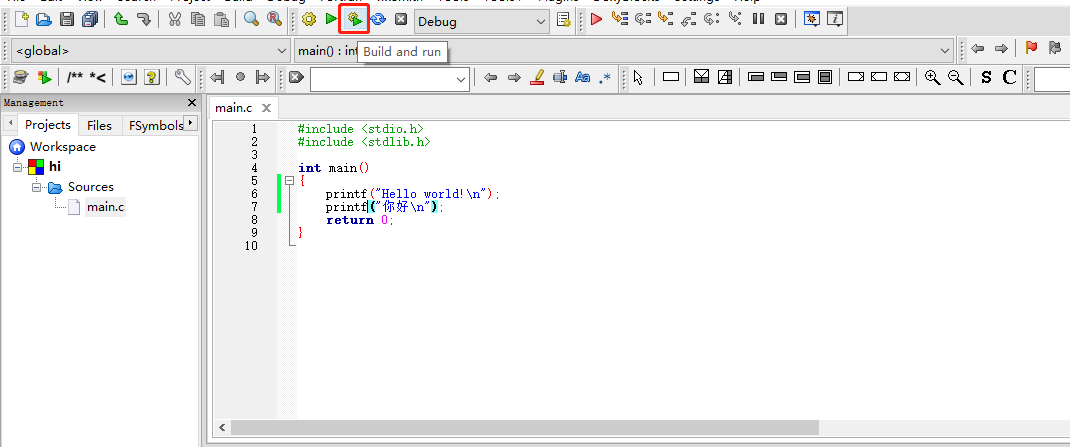 Debug
<global>
main() : int
Build and run
/** *<
Aa .*
S C
Management
Projects Files FSymbols
main.c
Workspace
hi
Sources
main.c
1 #include <stdio.h>
2 #include <stdlib.h>
3
4 int main()
5 {
6 printf("Hello world!\n");
7 printf("你好\n");
8 return 0;
9 }
10